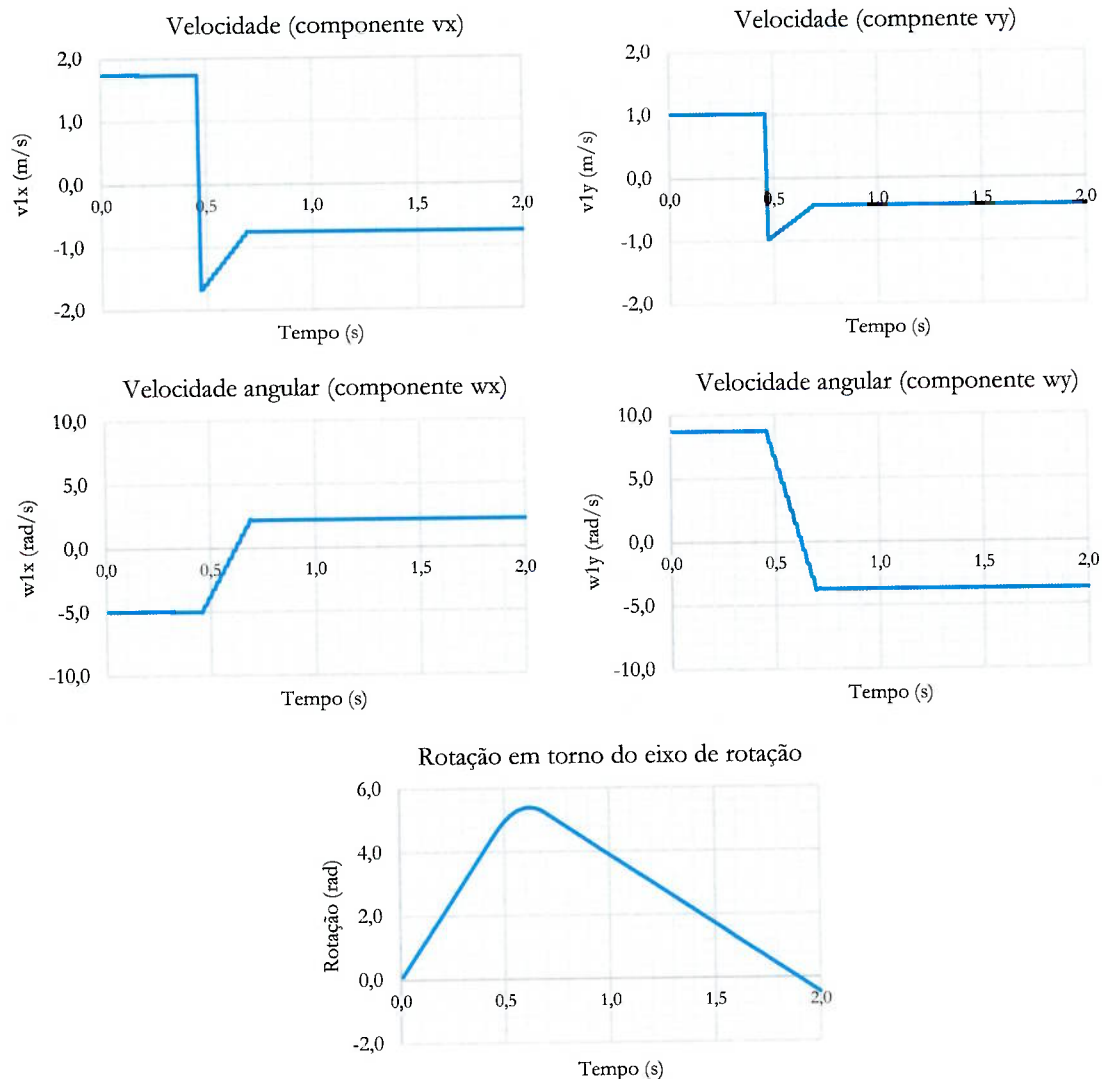 Velocidade (componente vx)
2,0
1,0
0,0
-1,0
-2,0
v1x (m/s)
0,0 0,5 1,0 1,5 2,0
Tempo (s)
Velocidade (compnente vy)
2,0
1,0
0,0
-1,0
-2,0
v1y (m/s)
0,0 0,5 1,0 1,5 2,0
Tempo (s)
Velocidade angular (componente wx)
10,0
5,0
0,0
-5,0
-10,0
w1x (rad/s)
0,0 0,5 1,0 1,5 2,0
Tempo (s)
Velocidade angular (componente wy)
10,0
5,0
0,0
-5,0
-10,0
w1y (rad/s)
0,0 0,5 1,0 1,5 2,0
Tempo (s)
Rotação em torno do eixo de rotação
6,0
4,0
2,0
0,0
-2,0
Rotação (rad)
0,0 0,5 1,0 1,5 2,0
Tempo (s)